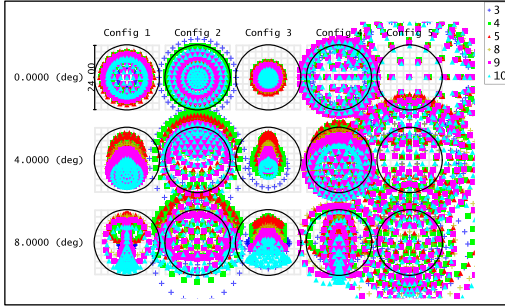 Config 1 Config 2 Config 3 Config 4 Config 5
3
4
5
8
9
10
0.0000 (deg)
24.00
4.0000 (deg)
8.0000 (deg)